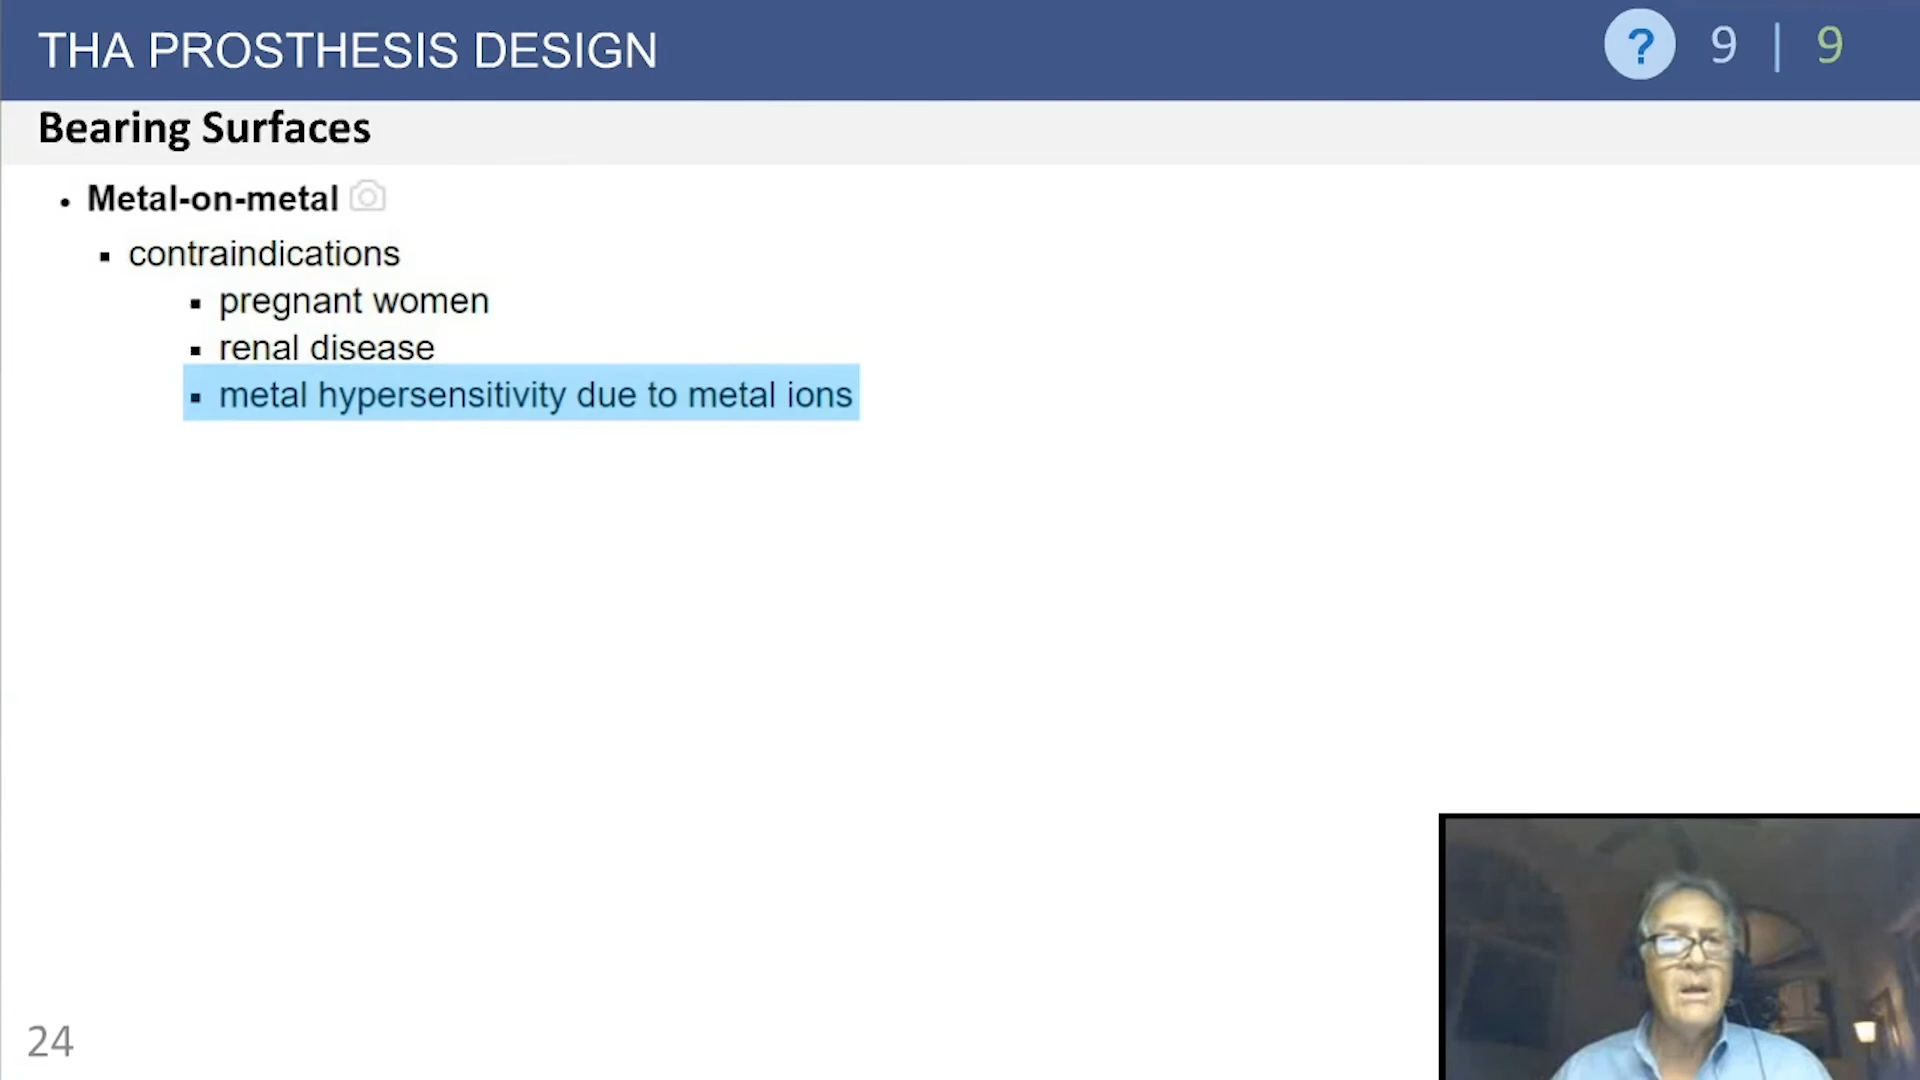 THA PROSTHESIS DESIGN
? 9 | 9
Bearing Surfaces
• Metal-on-metal
▪ contraindications
▪ pregnant women
▪ renal disease
▪ metal hypersensitivity due to metal ions
24